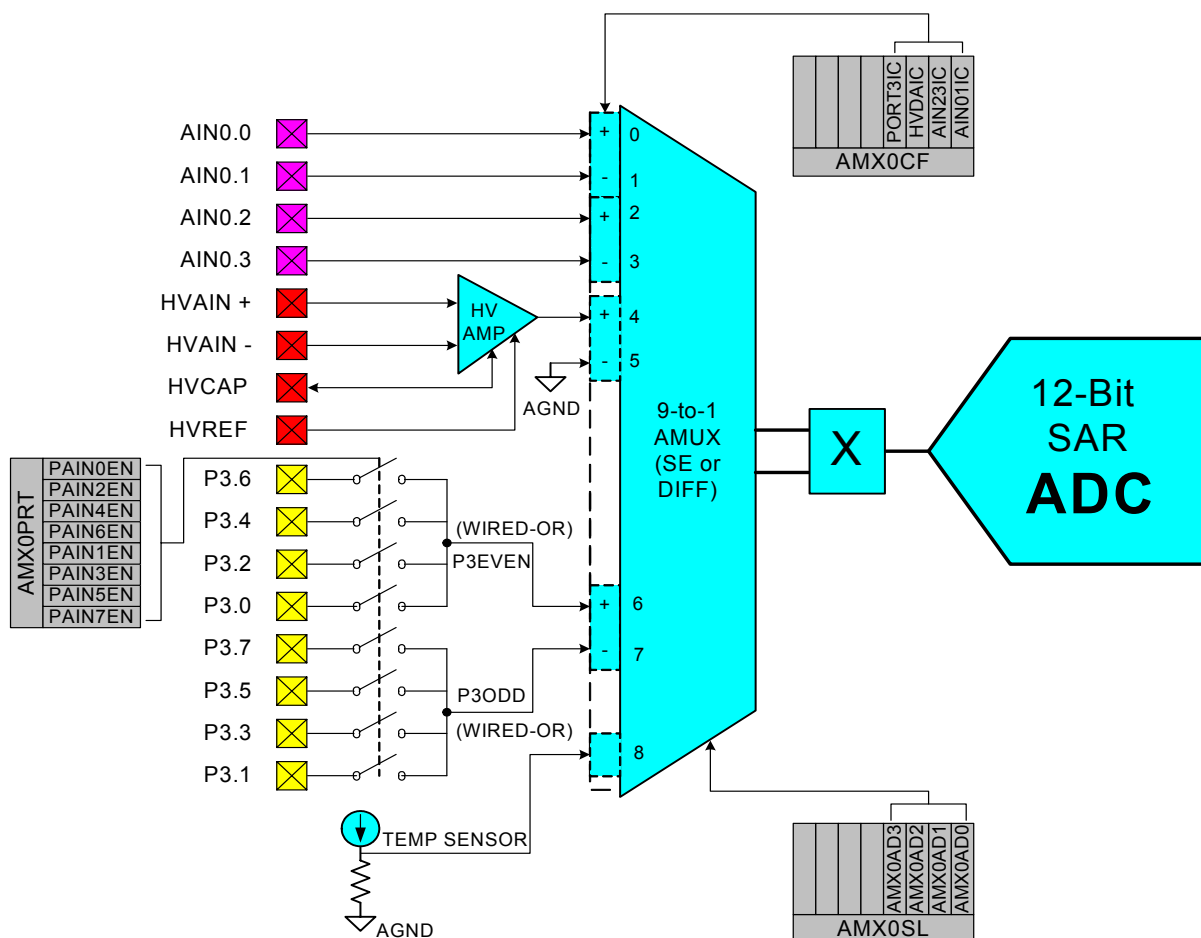 PORT3IC
HVDAIC
AIN23IC
AIN01IC
AMX0CF
AIN0.0
AIN0.1
AIN0.2
AIN0.3
HVAIN +
HVAIN -
HVCAP
HVREF
HV
AMP
AGND
+ 0
- 1
+ 2
- 3
+ 4
- 5
9-to-1
AMUX
(SE or
DIFF)
X
12-Bit
SAR
ADC
AMX0PRT
PAIN0EN
PAIN2EN
PAIN4EN
PAIN6EN
PAIN1EN
PAIN3EN
PAIN5EN
PAIN7EN
P3.6
P3.4
P3.2
P3.0
P3.7
P3.5
P3.3
P3.1
(WIRED-OR)
P3EVEN
+ 6
- 7
P3ODD
(WIRED-OR)
8
TEMP SENSOR
AGND
AMX0AD3
AMX0AD2
AMX0AD1
AMX0AD0
AMX0SL